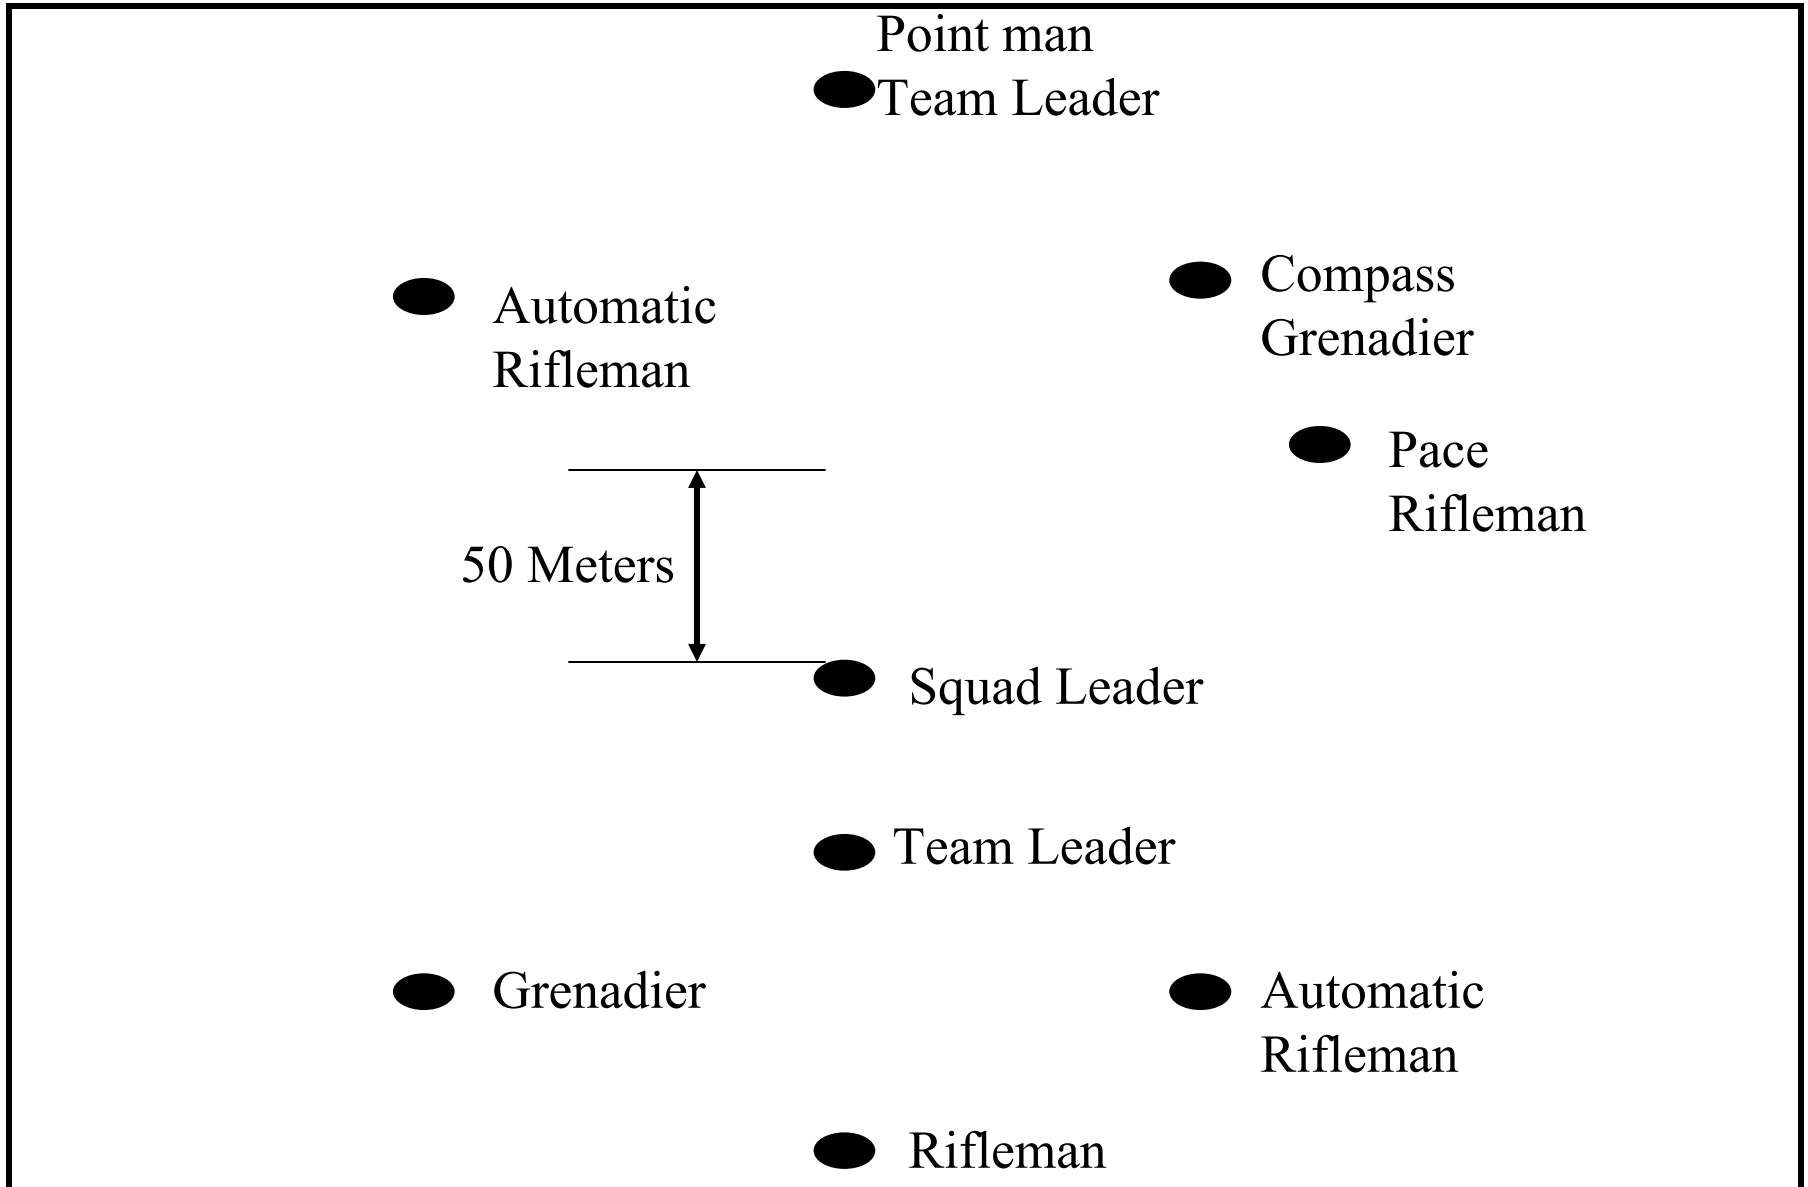 Point man
Team Leader
Automatic
Rifleman
Compass
Grenadier
Pace
Rifleman
50 Meters
Squad Leader
Team Leader
Grenadier
Automatic
Rifleman
Rifleman